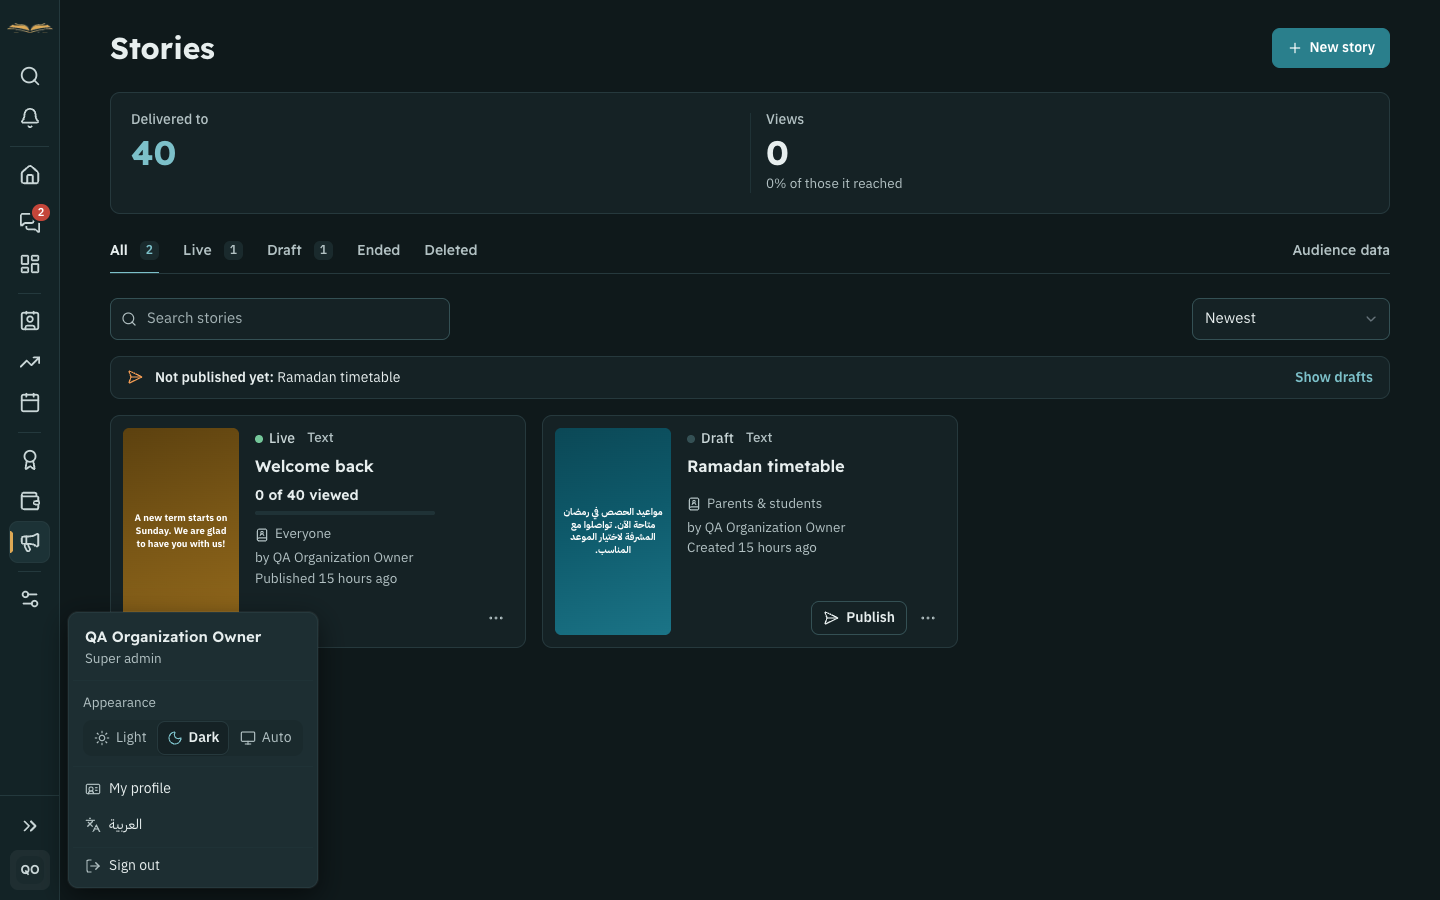 Stories
New story
Delivered to
40
Views
0
0% of those it reached
All 2
Live 1
Draft 1
Ended
Deleted
Audience data
Search stories
Newest
Not published yet: Ramadan timetable
Show drafts
A new term starts on
Sunday. We are glad
to have you with us!
Live Text
Welcome back
0 of 40 viewed
Everyone
by QA Organization Owner
Published 15 hours ago
مواعيد الحصص في رمضان
متاحة الآن. تواصلوا مع
المشرفة لاختيار الموعد
المناسب.
Draft Text
Ramadan timetable
Parents & students
by QA Organization Owner
Created 15 hours ago
Publish
2
QA Organization Owner
Super admin
Appearance
Light
Dark
Auto
My profile
العربية
Sign out
QO